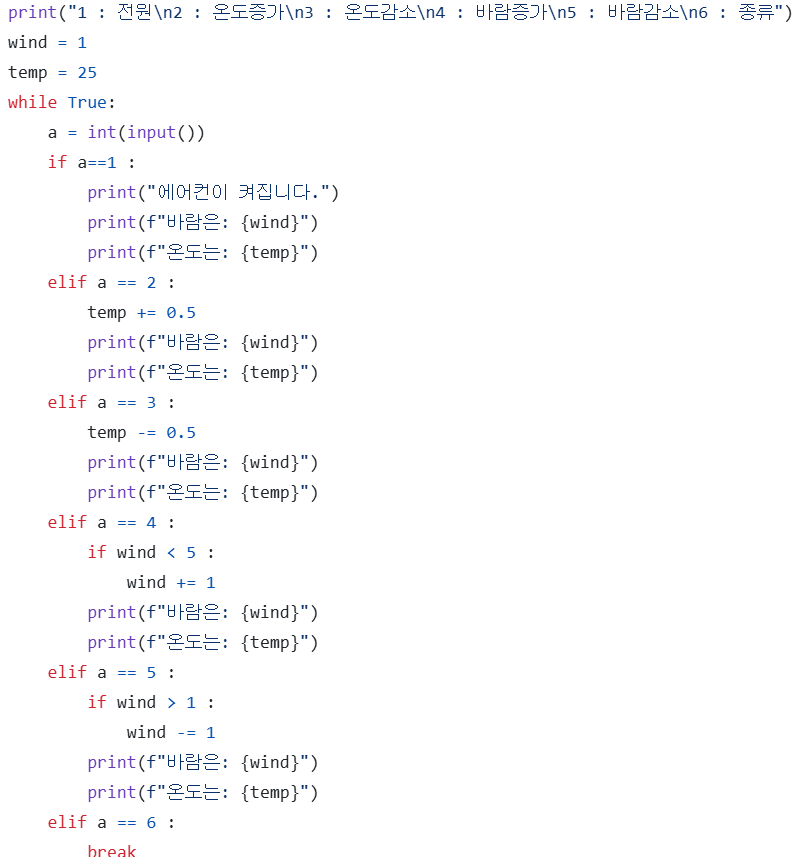 print("1 : 전원\n2 : 온도증가\n3 : 온도감소\n4 : 바람증가\n5 : 바람감소\n6 : 종류")
wind = 1
temp = 25
while True:
    a = int(input())
    if a==1 :
        print("에어컨이 켜집니다.")
        print(f"바람은: {wind}")
        print(f"온도는: {temp}")
    elif a == 2 :
        temp += 0.5
        print(f"바람은: {wind}")
        print(f"온도는: {temp}")
    elif a == 3 :
        temp -= 0.5
        print(f"바람은: {wind}")
        print(f"온도는: {temp}")
    elif a == 4 :
        if wind < 5 :
            wind += 1
        print(f"바람은: {wind}")
        print(f"온도는: {temp}")
    elif a == 5 :
        if wind > 1 :
            wind -= 1
        print(f"바람은: {wind}")
        print(f"온도는: {temp}")
    elif a == 6 :
        break